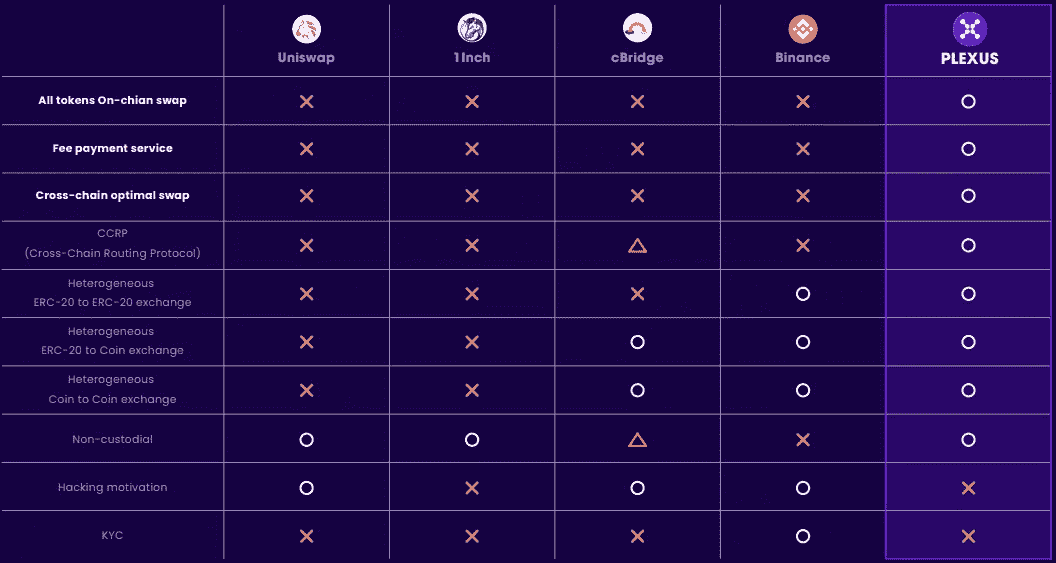 Uniswap 1Inch cBridge Binance PLEXUS
All tokens On-chian swap
Fee payment service
Cross-chain optimal swap
CCRP
(Cross-Chain Routing Protocol)
Heterogeneous
ERC-20 to ERC-20 exchange
Heterogeneous
ERC-20 to Coin exchange
Heterogeneous
Coin to Coin exchange
Non-custodial
Hacking motivation
KYC